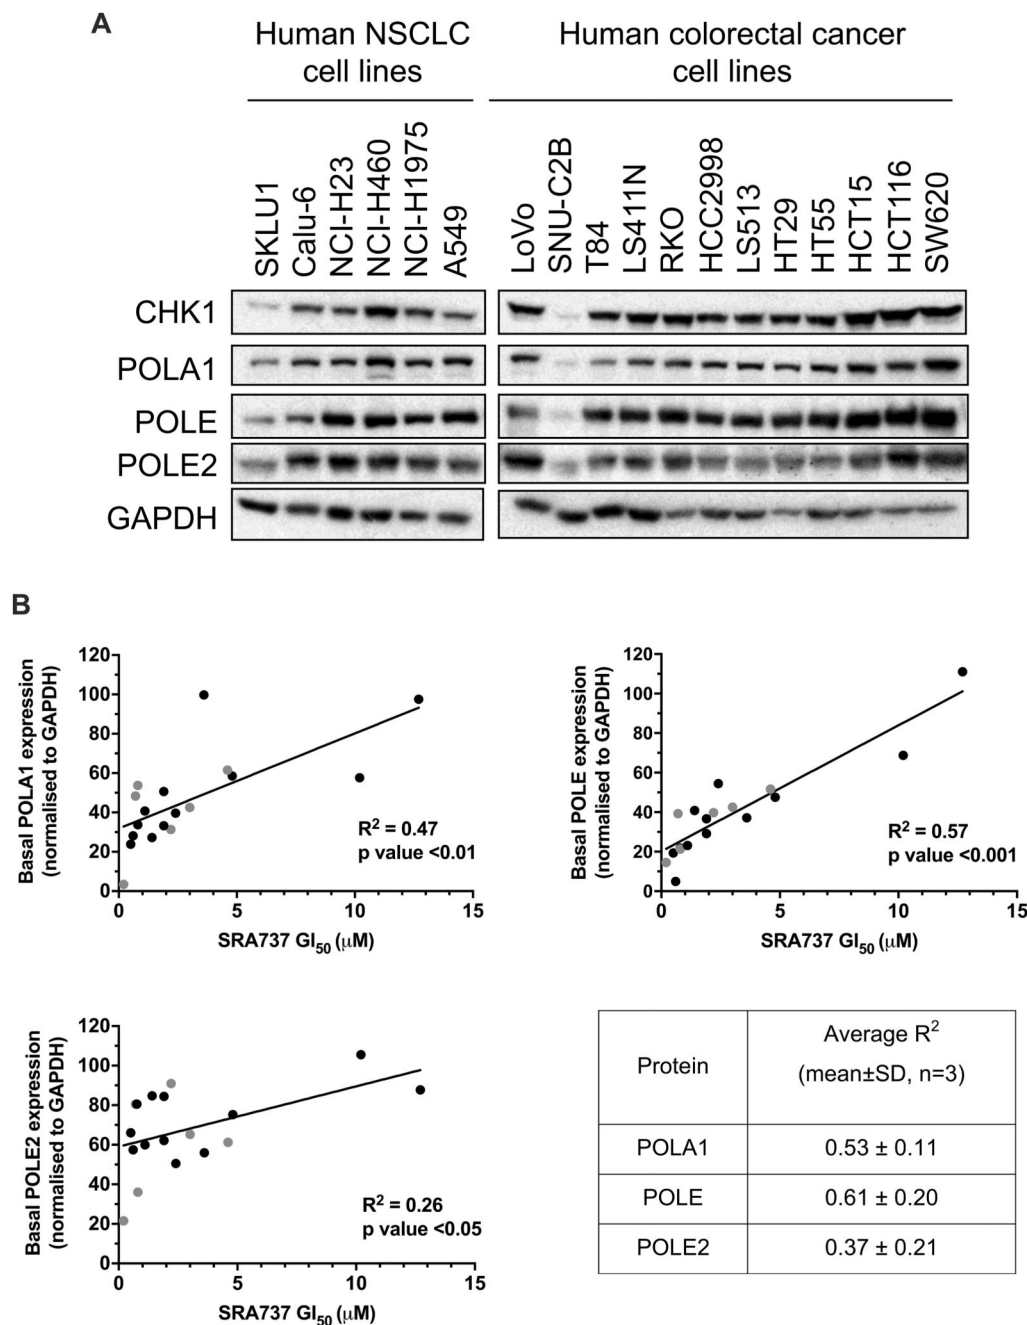 A
Human NSCLC
cell lines
Human colorectal cancer
cell lines
SKLU1
Calu-6
NCI-H23
NCI-H460
NCI-H1975
A549
LoVo
SNU-C2B
T84
LS411N
RKO
HCC2998
LS513
HT29
HT55
HCT15
HCT116
SW620
CHK1
POLA1
POLE
POLE2
GAPDH
B
Basal POLA1 expression
(normalised to GAPDH)
120
100
80
60
40
20
0
0 5 10 15
R² = 0.47
p value <0.01
SRA737 GI₅₀ (μM)
Basal POLE expression
(normalised to GAPDH)
120
100
80
60
40
20
0
0 5 10 15
R² = 0.57
p value <0.001
SRA737 GI₅₀ (μM)
Basal POLE2 expression
(normalised to GAPDH)
120
100
80
60
40
20
0
0 5 10 15
R² = 0.26
p value <0.05
SRA737 GI₅₀ (μM)
Protein
Average R²
(mean±SD, n=3)
POLA1 0.53 ± 0.11
POLE 0.61 ± 0.20
POLE2 0.37 ± 0.21